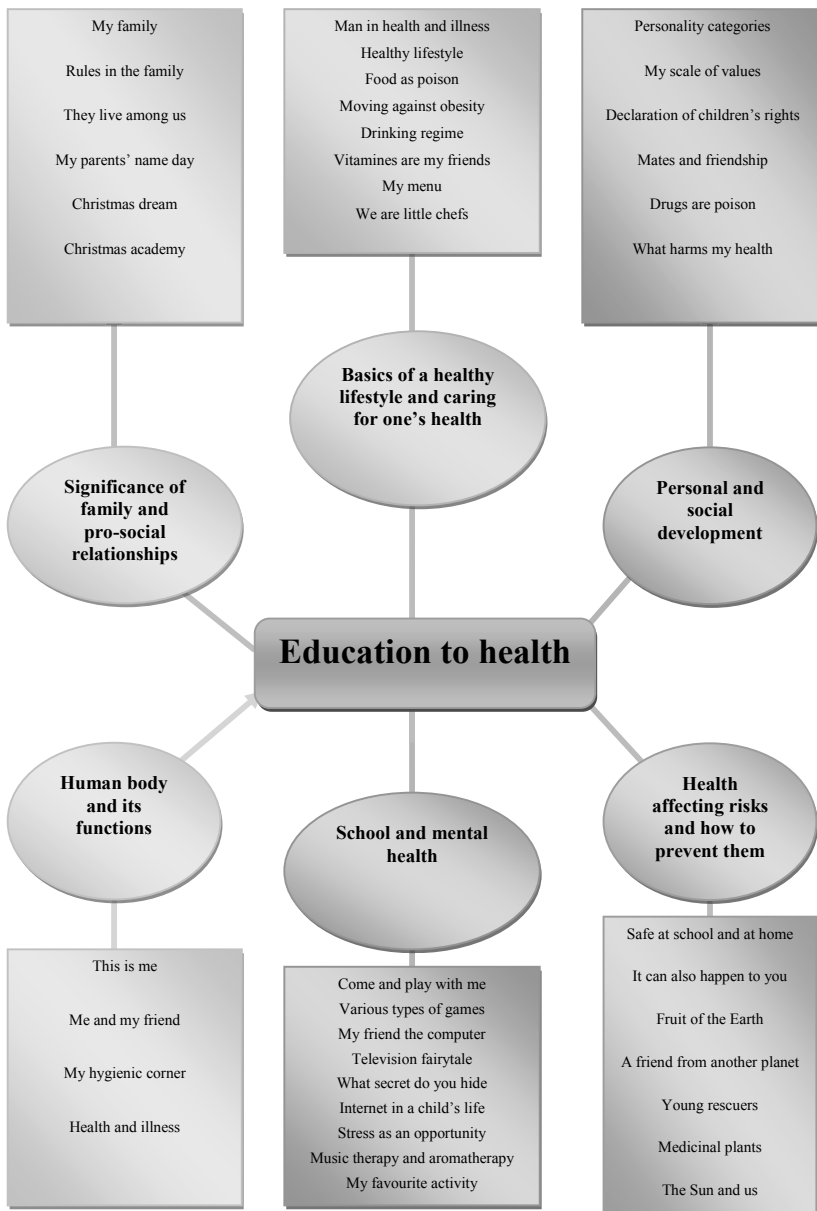 My family
Rules in the family
They live among us
My parents’ name day
Christmas dream
Christmas academy
Man in health and illness
Healthy lifestyle
Food as poison
Moving against obesity
Drinking regime
Vitamines are my friends
My menu
We are little chefs
Personality categories
My scale of values
Declaration of children’s rights
Mates and friendship
Drugs are poison
What harms my health
Significance of
family and
pro-social
relationships
Basics of a healthy
lifestyle and caring
for one’s health
Personal and
social
development
Education to health
Human body
and its
functions
School and mental
health
Health
affecting risks
and how to
prevent them
This is me
Me and my friend
My hygienic corner
Health and illness
Come and play with me
Various types of games
My friend the computer
Television fairytale
What secret do you hide
Internet in a child’s life
Stress as an opportunity
Music therapy and aromatherapy
My favourite activity
Safe at school and at home
It can also happen to you
Fruit of the Earth
A friend from another planet
Young rescuers
Medicinal plants
The Sun and us